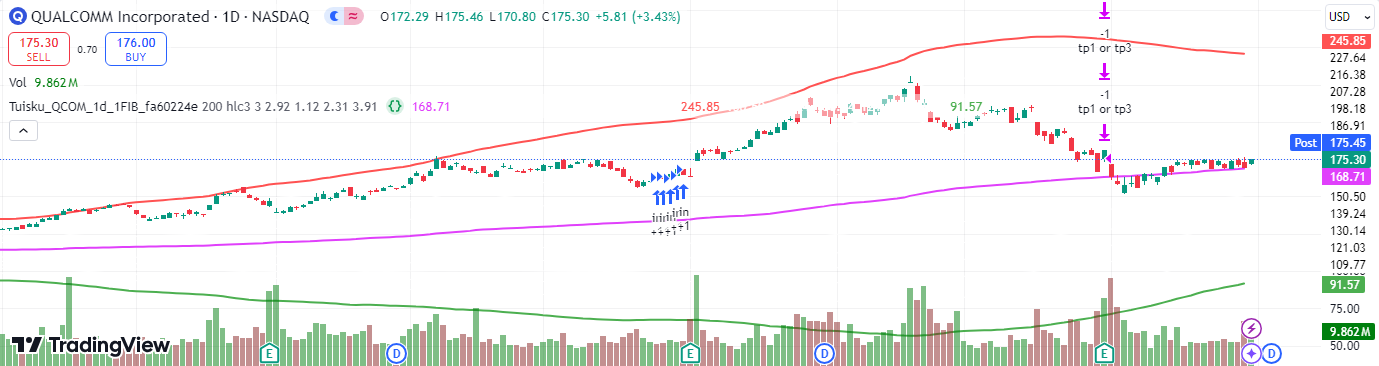 QUALCOMM Incorporated · 1D · NASDAQ O172.29 H175.46 L170.80 C175.30 +5.81 (+3.43%)
USD
175.30 SELL 0.70 176.00 BUY
Vol 9.862M
Tuisku_QCOM_1d_1FIB_fa60224e 200 hlc3 3 2.92 1.12 2.31 3.91 {} 168.71 245.85 91.57
-1
tp1 or tp3
-1
tp1 or tp3
245.85
227.64
216.38
207.28
198.18
186.91
Post 175.45
175.30
168.71
150.50
139.24
130.14
121.03
109.77
91.57
75.00
9.862M
50.00
E
D
E
D
E
D
TradingView